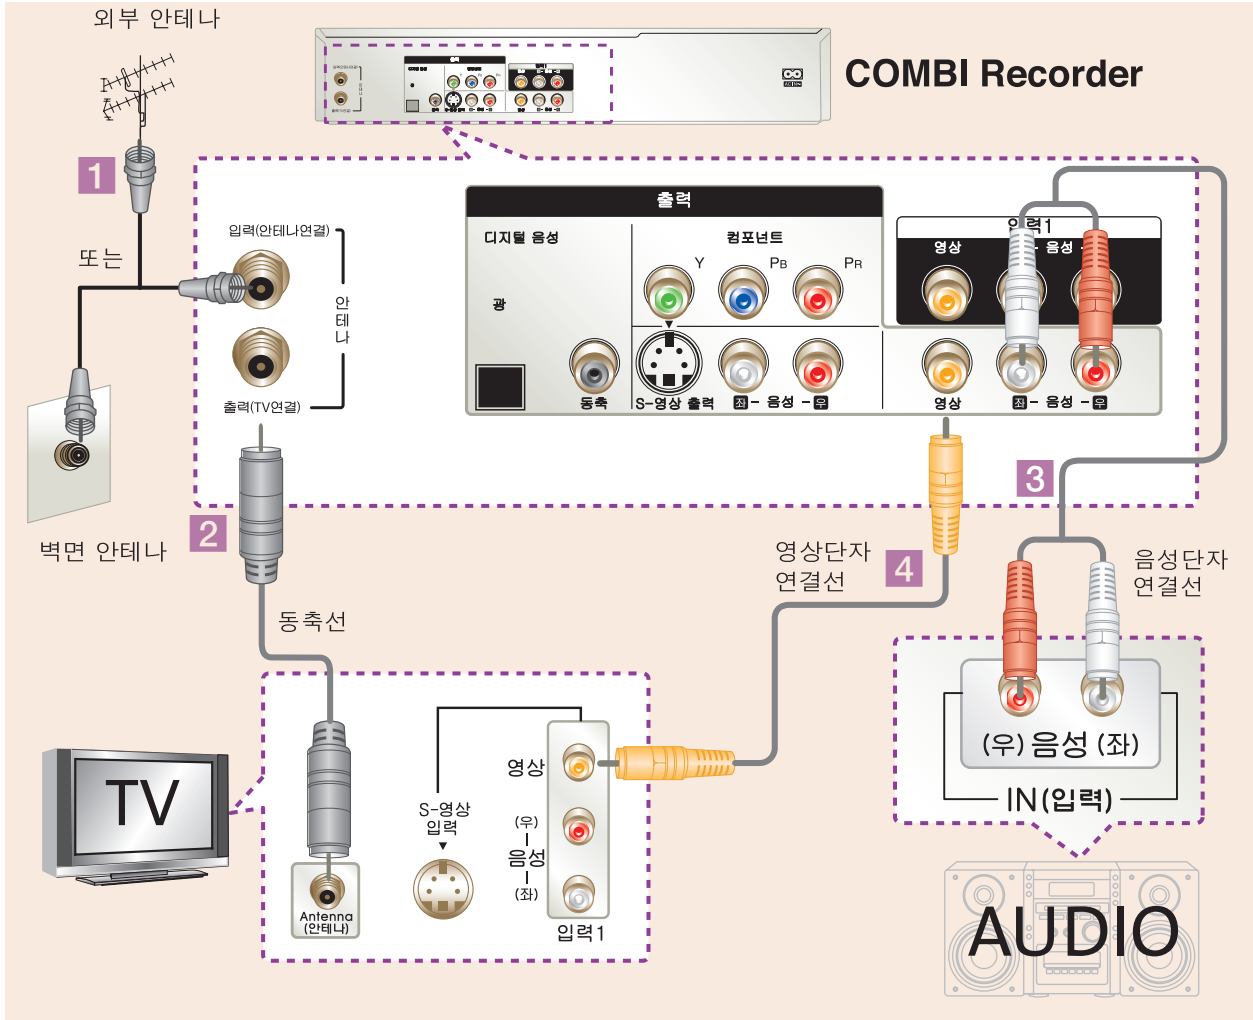 외부 안테나
COMBI Recorder
1
또는
벽면 안테나
입력(안테나연결)
안테나
출력(TV연결)
출력
디지털 음성
광
동축
컴포넌트
Y
PB
PR
S-영상 출력
좌 - 음성 - 우
입력1
영상
음성
영상
좌 - 음성 - 우
2
동축선
3
영상단자
연결선
4
음성단자
연결선
TV
Antenna
(안테나)
S-영상
입력
▼
영상
(우)
음성
(좌)
입력1
(우) 음성 (좌)
IN(입력)
AUDIO